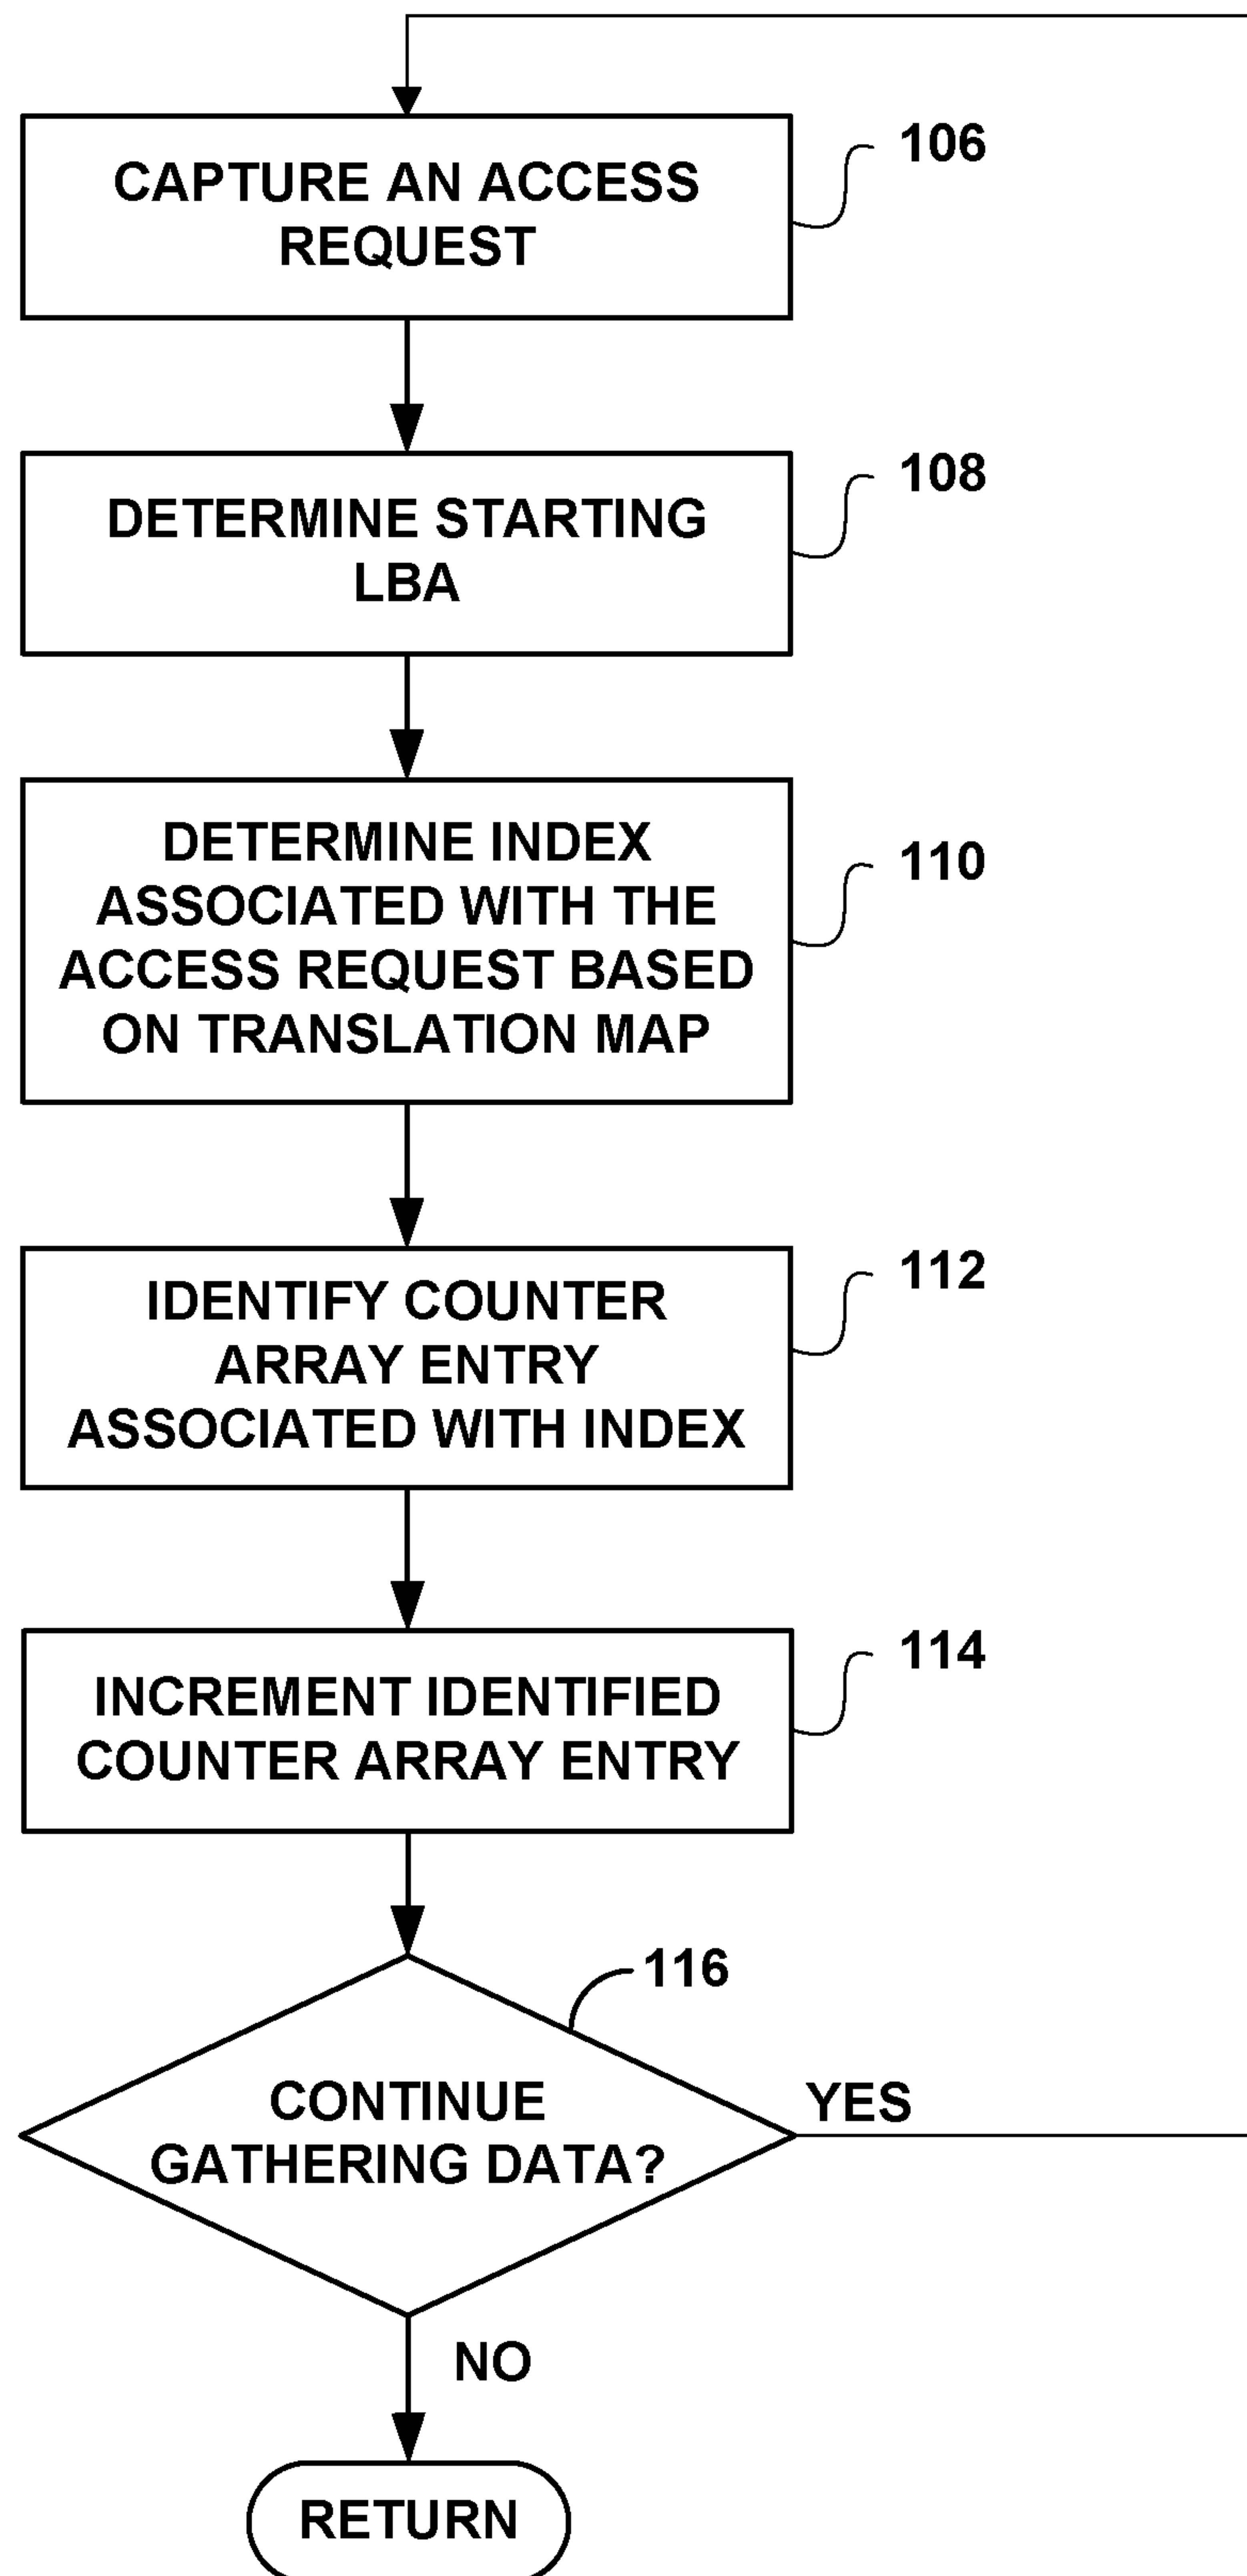 CAPTURE AN ACCESS
REQUEST
106
DETERMINE STARTING
LBA
108
DETERMINE INDEX
ASSOCIATED WITH THE
ACCESS REQUEST BASED
ON TRANSLATION MAP
110
IDENTIFY COUNTER
ARRAY ENTRY
ASSOCIATED WITH INDEX
112
INCREMENT IDENTIFIED
COUNTER ARRAY ENTRY
114
116
CONTINUE
GATHERING DATA?
YES
NO
RETURN